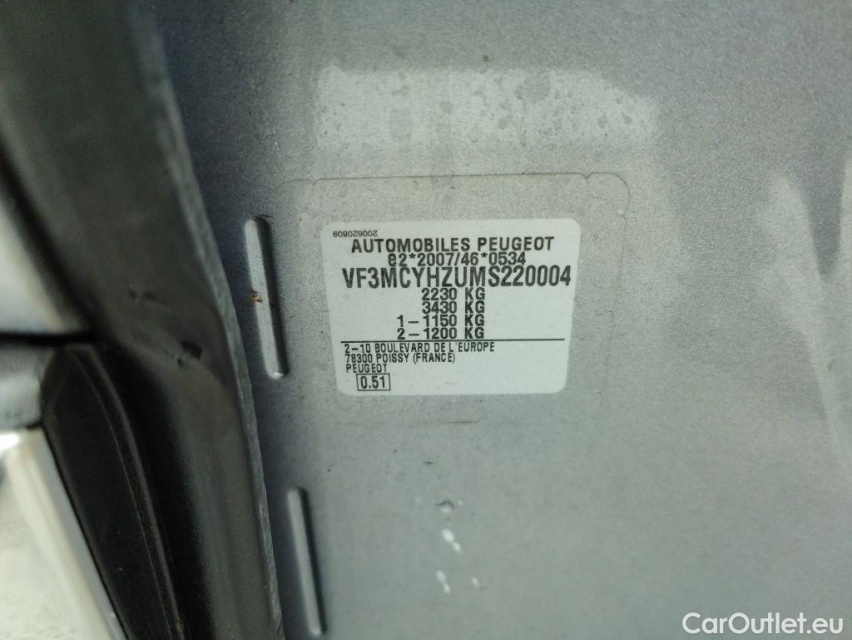 200620609
AUTOMOBILES PEUGEOT
e2*2007/46*0534
VF3MCYHZUMS220004
2230 KG
3430 KG
1-1150 KG
2-1200 KG
2-10 BOULEVARD DE L'EUROPE
78300 POISSY (FRANCE)
PEUGEOT
0.51
CarOutlet.eu